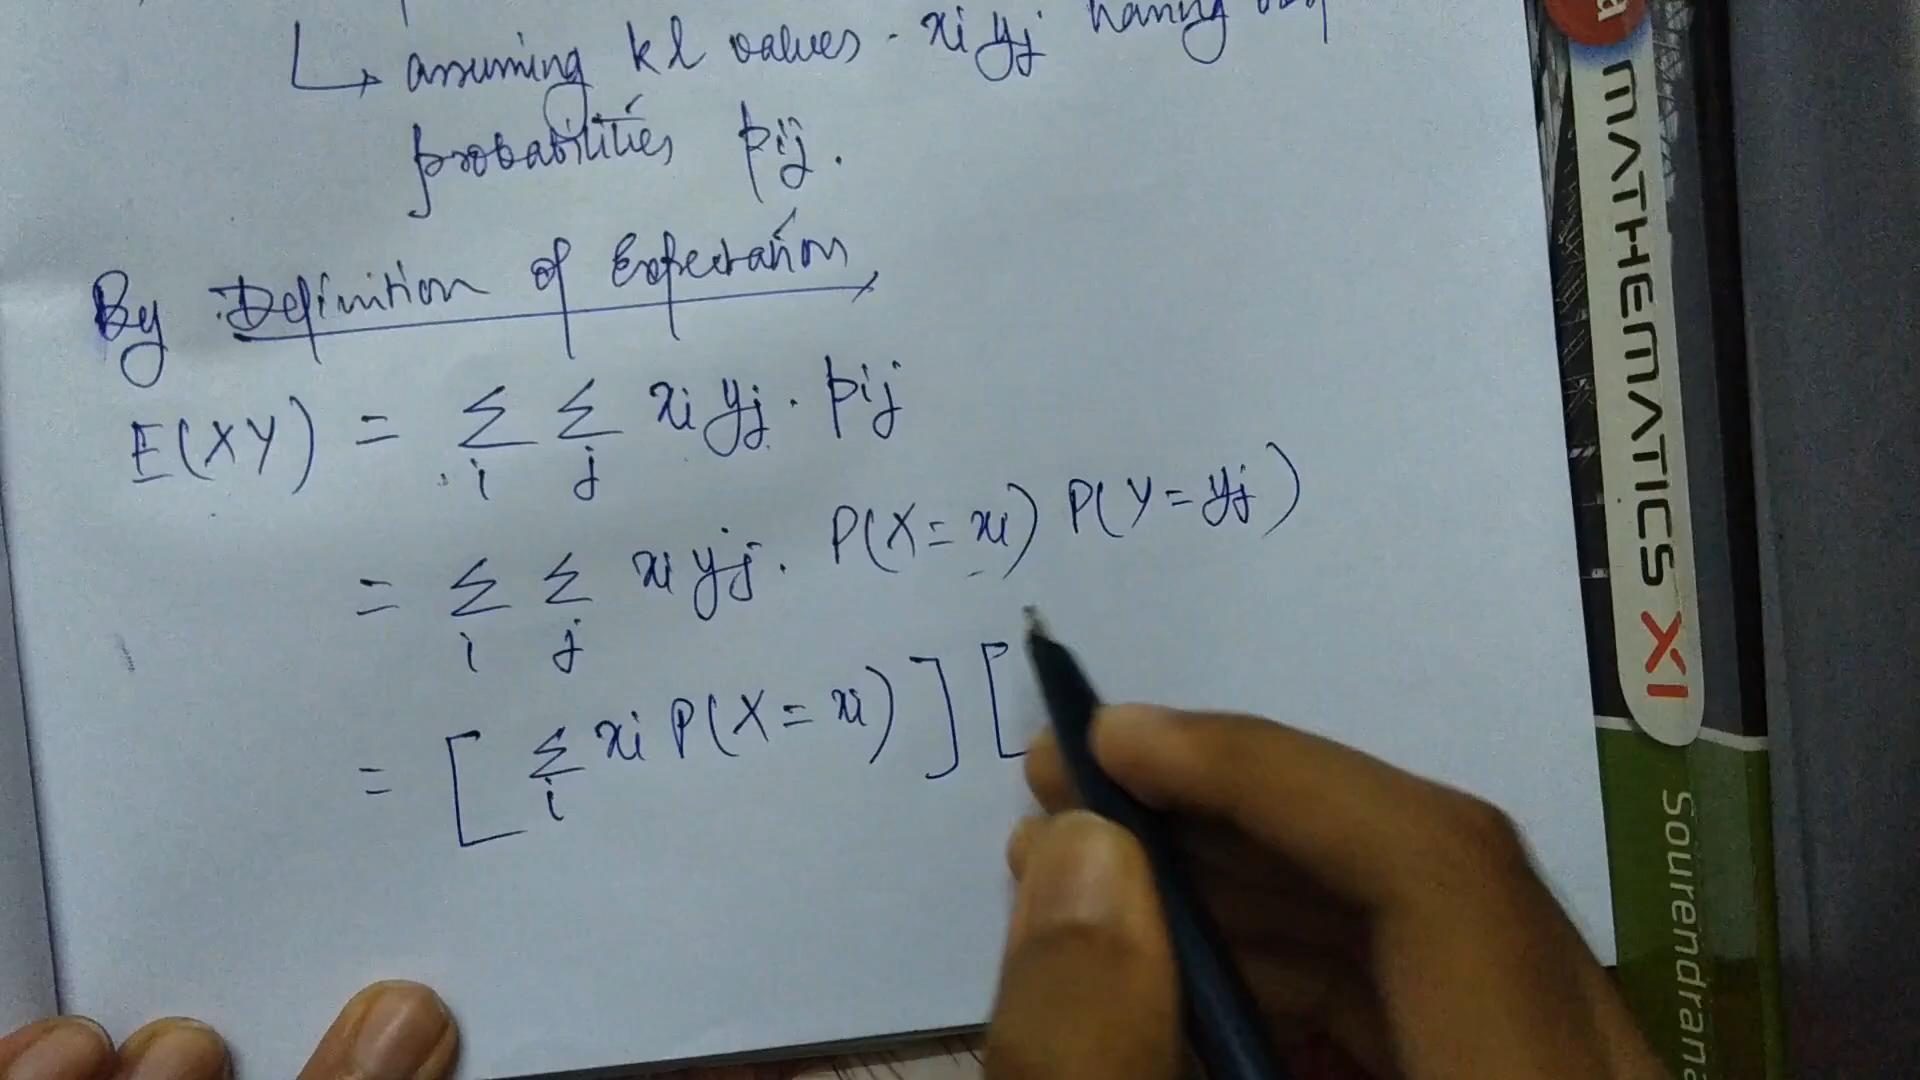 ↳ assuming kl values . xi yj having
probabilities pij .
By Definition of Expectation,
E(XY) = Σ i Σ j xi yj . pij
= Σ i Σ j xi yj . P(X = xi) P(Y = yj)
= [ Σ i xi P(X = xi) ] [
MATHEMATICS XI
Sourendrana